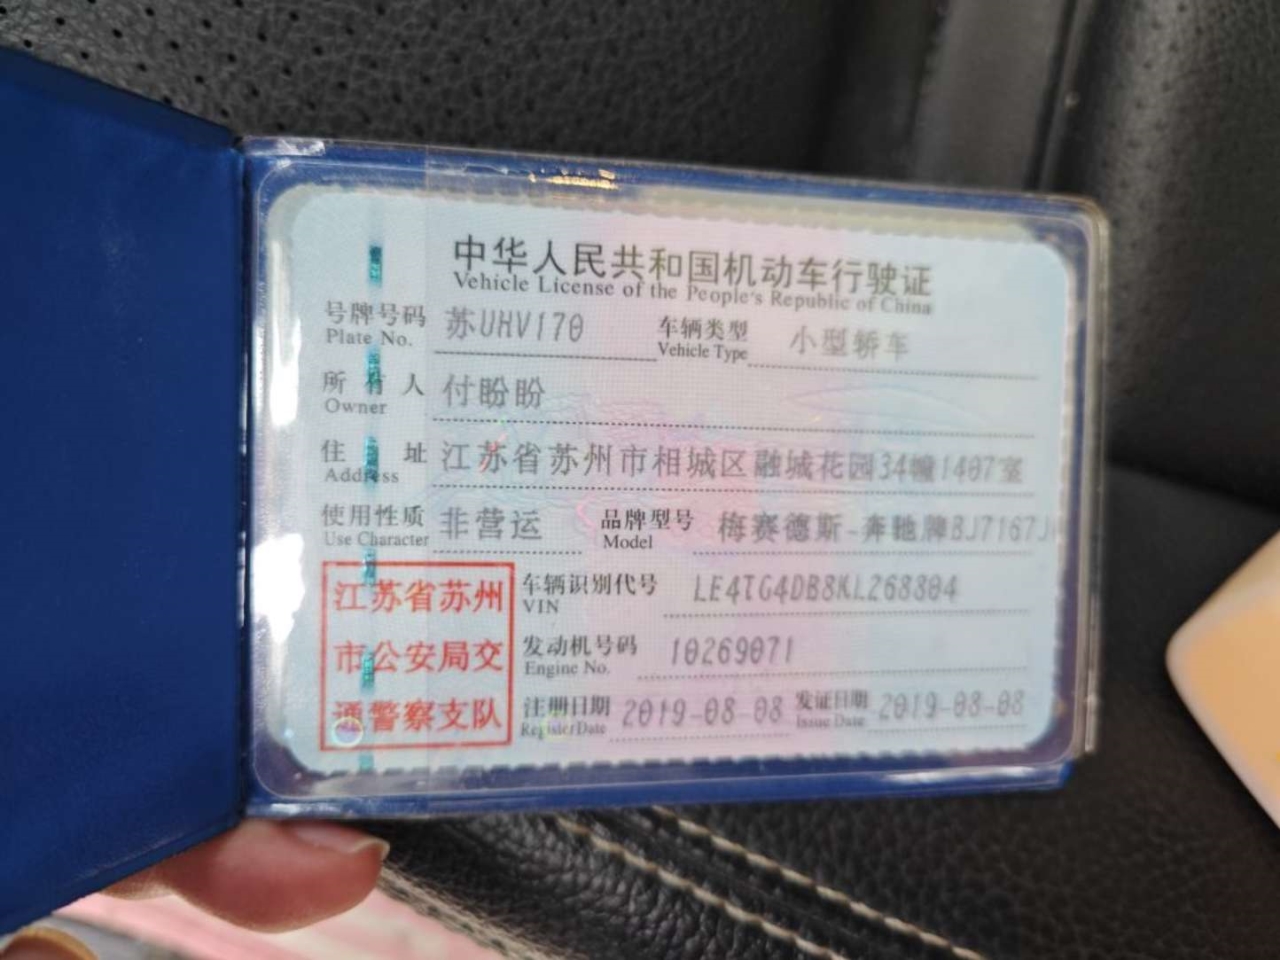 中华人民共和国机动车行驶证
Vehicle License of the People's Republic of China
号牌号码 苏UHV170 车辆类型 小型轿车
Plate No. Vehicle Type
所有人 付盼盼
Owner
住址 江苏省苏州市相城区融城花园34幢1407室
Address
使用性质 非营运 品牌型号 梅赛德斯-奔驰牌BJ7167J
Use Character Model
江苏省苏州
市公安局交
通警察支队
车辆识别代号 LE4TG4DB8KL268804
VIN
发动机号码 10269071
Engine No.
注册日期 2019-08-08 发证日期 2019-08-08
Register Date Issue Date